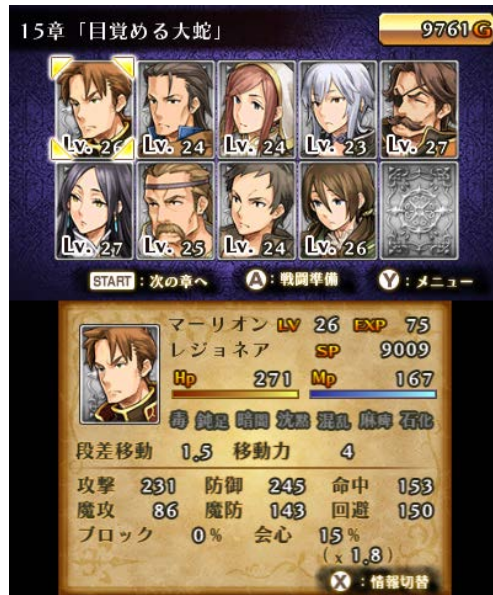 15章「目覚める大蛇」 9761G
Lv. 26 Lv. 24 Lv. 24 Lv. 23 Lv. 27
Lv. 27 Lv. 25 Lv. 24 Lv. 26
START：次の章へ A：戦闘準備 Y：メニュー
マーリオン LV 26 EXP 75
レジョネア SP 9009
Hp 271 Mp 167
毒 鈍足 暗闇 沈黙 混乱 麻痺 石化
段差移動 1.5 移動力 4
攻撃 231 防御 245 命中 153
魔攻 86 魔防 143 回避 150
ブロック 0% 会心 15%
(x 1.8)
X：情報切替